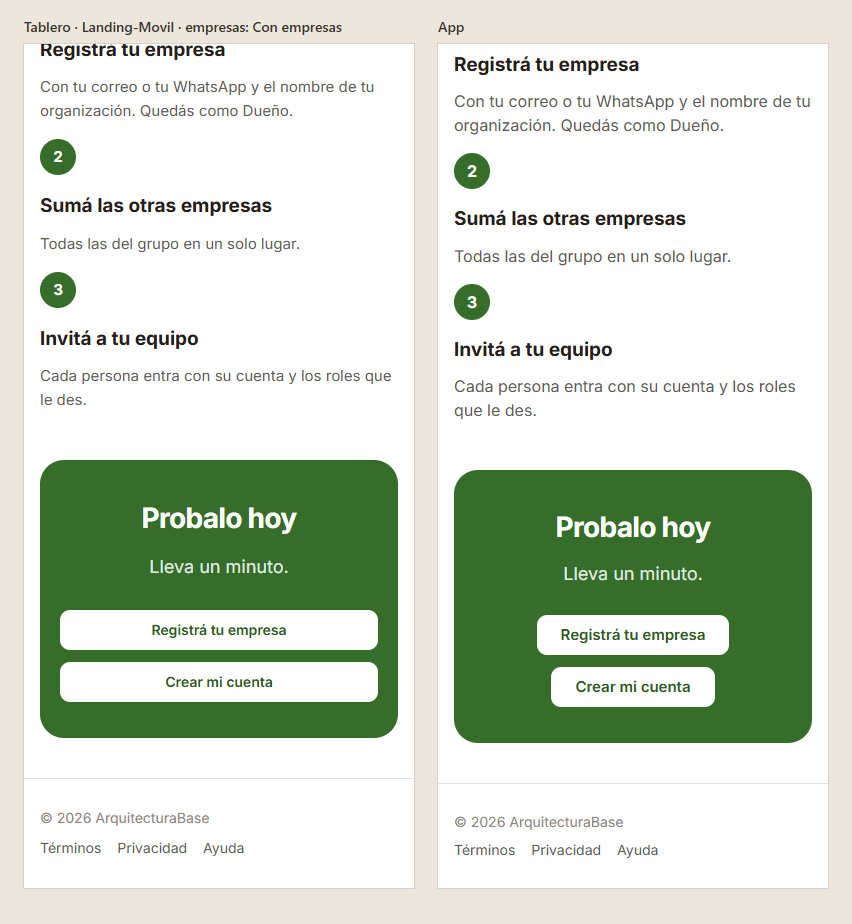 Tablero · Landing-Movil · empresas: Con empresas
Registrá tu empresa
Con tu correo o tu WhatsApp y el nombre de tu
organización. Quedás como Dueño.
2
Sumá las otras empresas
Todas las del grupo en un solo lugar.
3
Invitá a tu equipo
Cada persona entra con su cuenta y los roles que
le des.
Probalo hoy
Lleva un minuto.
Registrá tu empresa
Crear mi cuenta
© 2026 ArquitecturaBase
Términos Privacidad Ayuda
App
Registrá tu empresa
Con tu correo o tu WhatsApp y el nombre de tu
organización. Quedás como Dueño.
2
Sumá las otras empresas
Todas las del grupo en un solo lugar.
3
Invitá a tu equipo
Cada persona entra con su cuenta y los roles
que le des.
Probalo hoy
Lleva un minuto.
Registrá tu empresa
Crear mi cuenta
© 2026 ArquitecturaBase
Términos Privacidad Ayuda